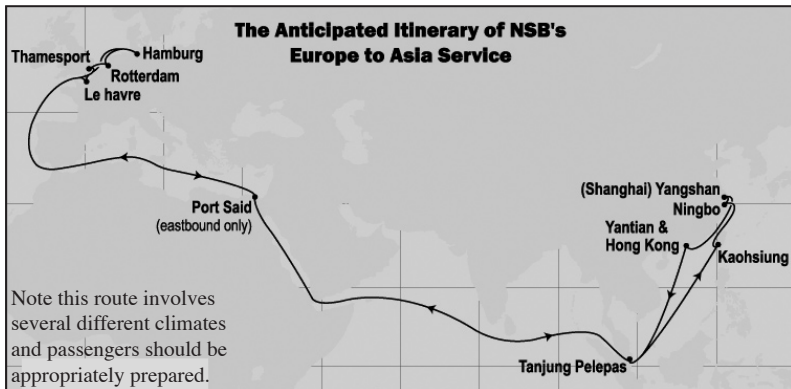 The Anticipated Itinerary of NSB's
Europe to Asia Service
Thamesport
Hamburg
Rotterdam
Le havre
Port Said
(eastbound only)
(Shanghai) Yangshan
Ningbo
Yantian &
Hong Kong
Kaohsiung
Tanjung Pelepas
Note this route involves
several different climates
and passengers should be
appropriately prepared.